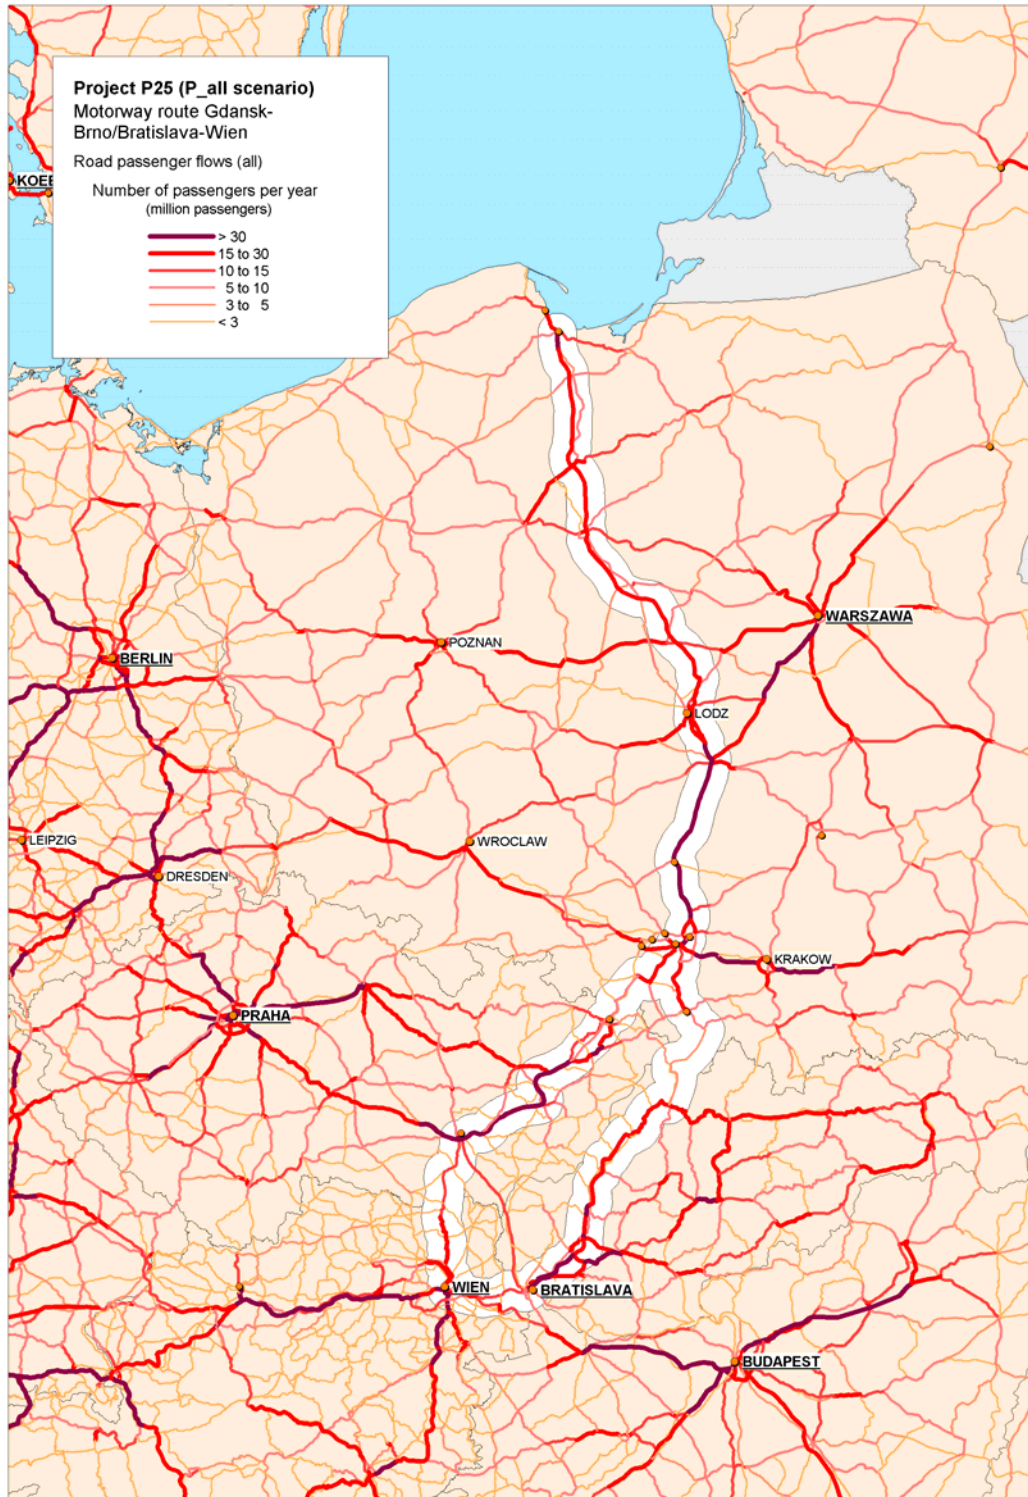 Project P25 (P_all scenario)
Motorway route Gdansk-
Brno/Bratislava-Wien
Road passenger flows (all)
Number of passengers per year
(million passengers)
> 30
15 to 30
10 to 15
5 to 10
3 to 5
< 3
WARSZAWA
POZNAN
BERLIN
LODZ
LEIPZIG
WROCLAW
DRESDEN
KRAKOW
PRAHA
WIEN
BRATISLAVA
BUDAPEST